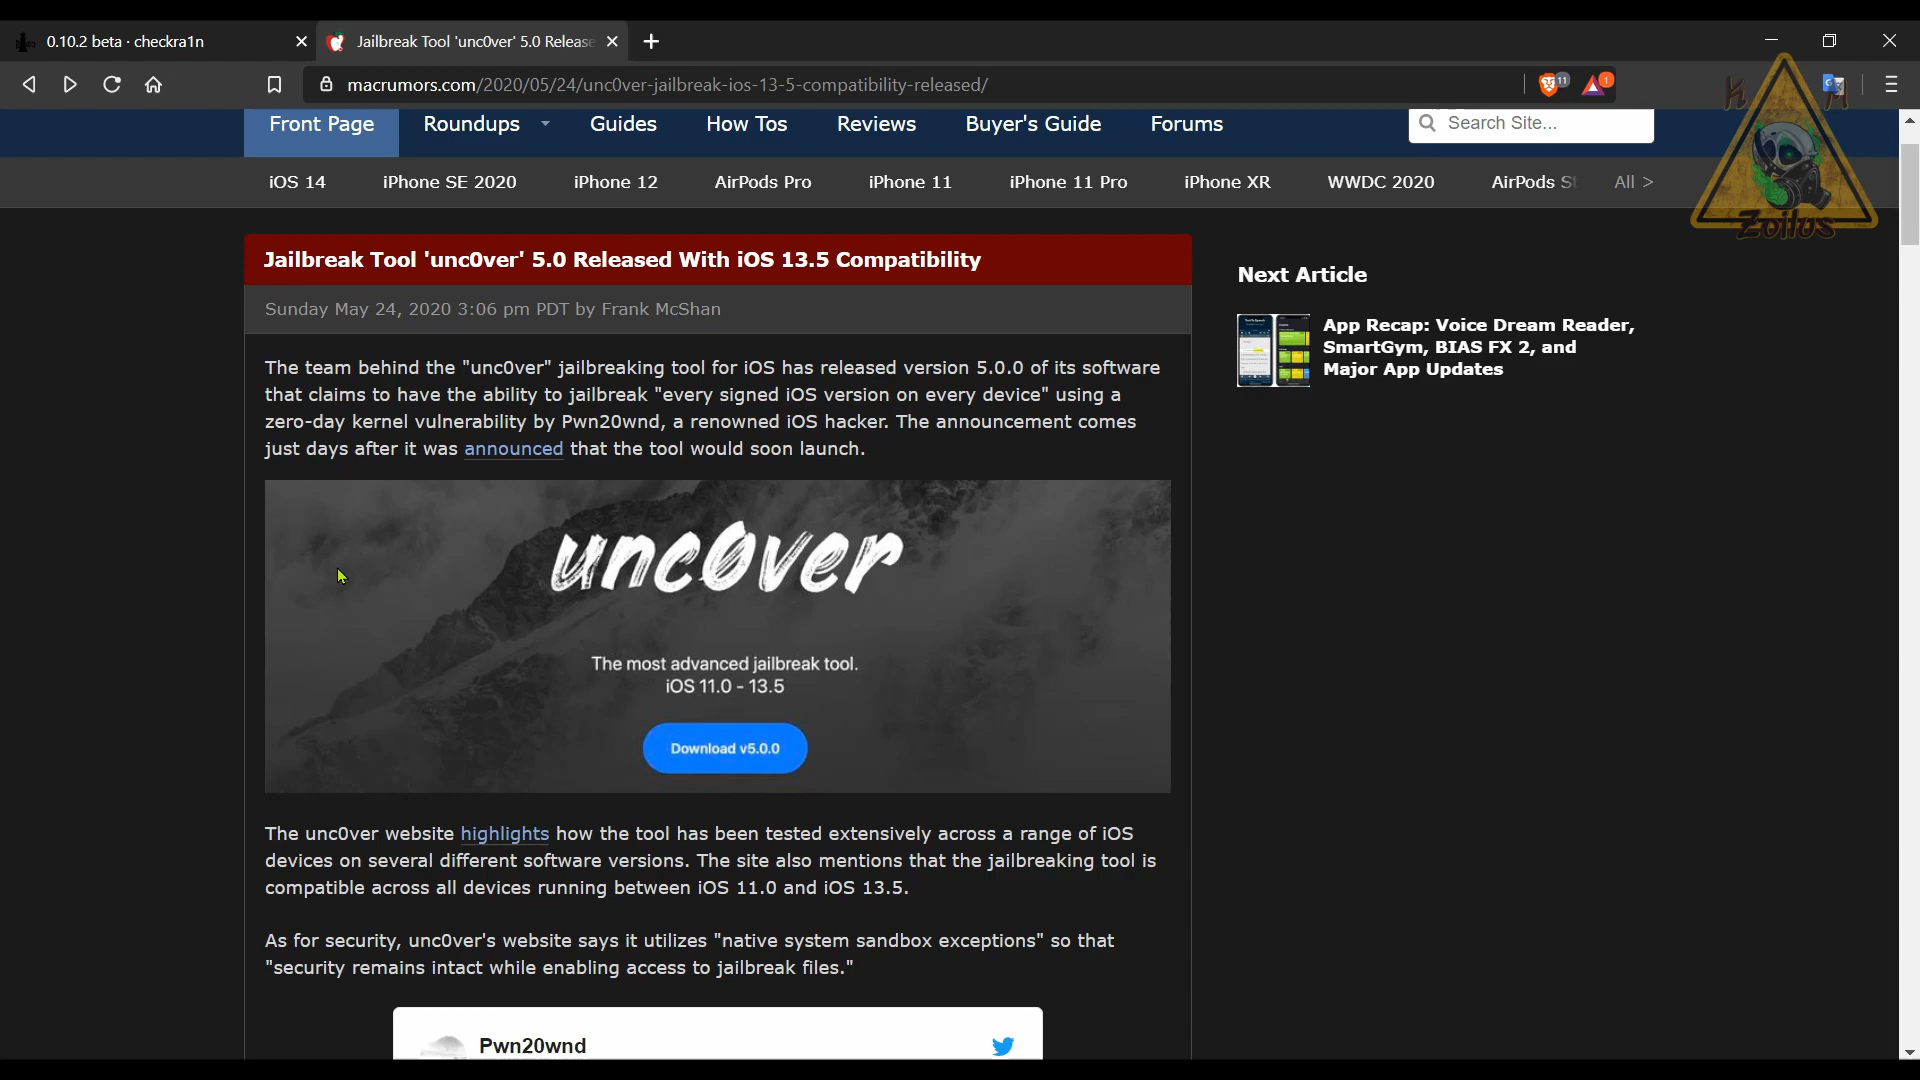 0.10.2 beta · checkra1n
Jailbreak Tool 'unc0ver' 5.0 Release
macrumors.com/2020/05/24/unc0ver-jailbreak-ios-13-5-compatibility-released/
11
1
K M
Zoilus
Front Page Roundups Guides How Tos Reviews Buyer's Guide Forums
Search Site...
iOS 14 iPhone SE 2020 iPhone 12 AirPods Pro iPhone 11 iPhone 11 Pro iPhone XR WWDC 2020 AirPods St All >
Jailbreak Tool 'unc0ver' 5.0 Released With iOS 13.5 Compatibility
Sunday May 24, 2020 3:06 pm PDT by Frank McShan
The team behind the "unc0ver" jailbreaking tool for iOS has released version 5.0.0 of its software
that claims to have the ability to jailbreak "every signed iOS version on every device" using a
zero-day kernel vulnerability by Pwn20wnd, a renowned iOS hacker. The announcement comes
just days after it was announced that the tool would soon launch.
unc0ver
The most advanced jailbreak tool.
iOS 11.0 - 13.5
Download v5.0.0
The unc0ver website highlights how the tool has been tested extensively across a range of iOS
devices on several different software versions. The site also mentions that the jailbreaking tool is
compatible across all devices running between iOS 11.0 and iOS 13.5.
As for security, unc0ver's website says it utilizes "native system sandbox exceptions" so that
"security remains intact while enabling access to jailbreak files."
Pwn20wnd
Next Article
App Recap: Voice Dream Reader,
SmartGym, BIAS FX 2, and
Major App Updates